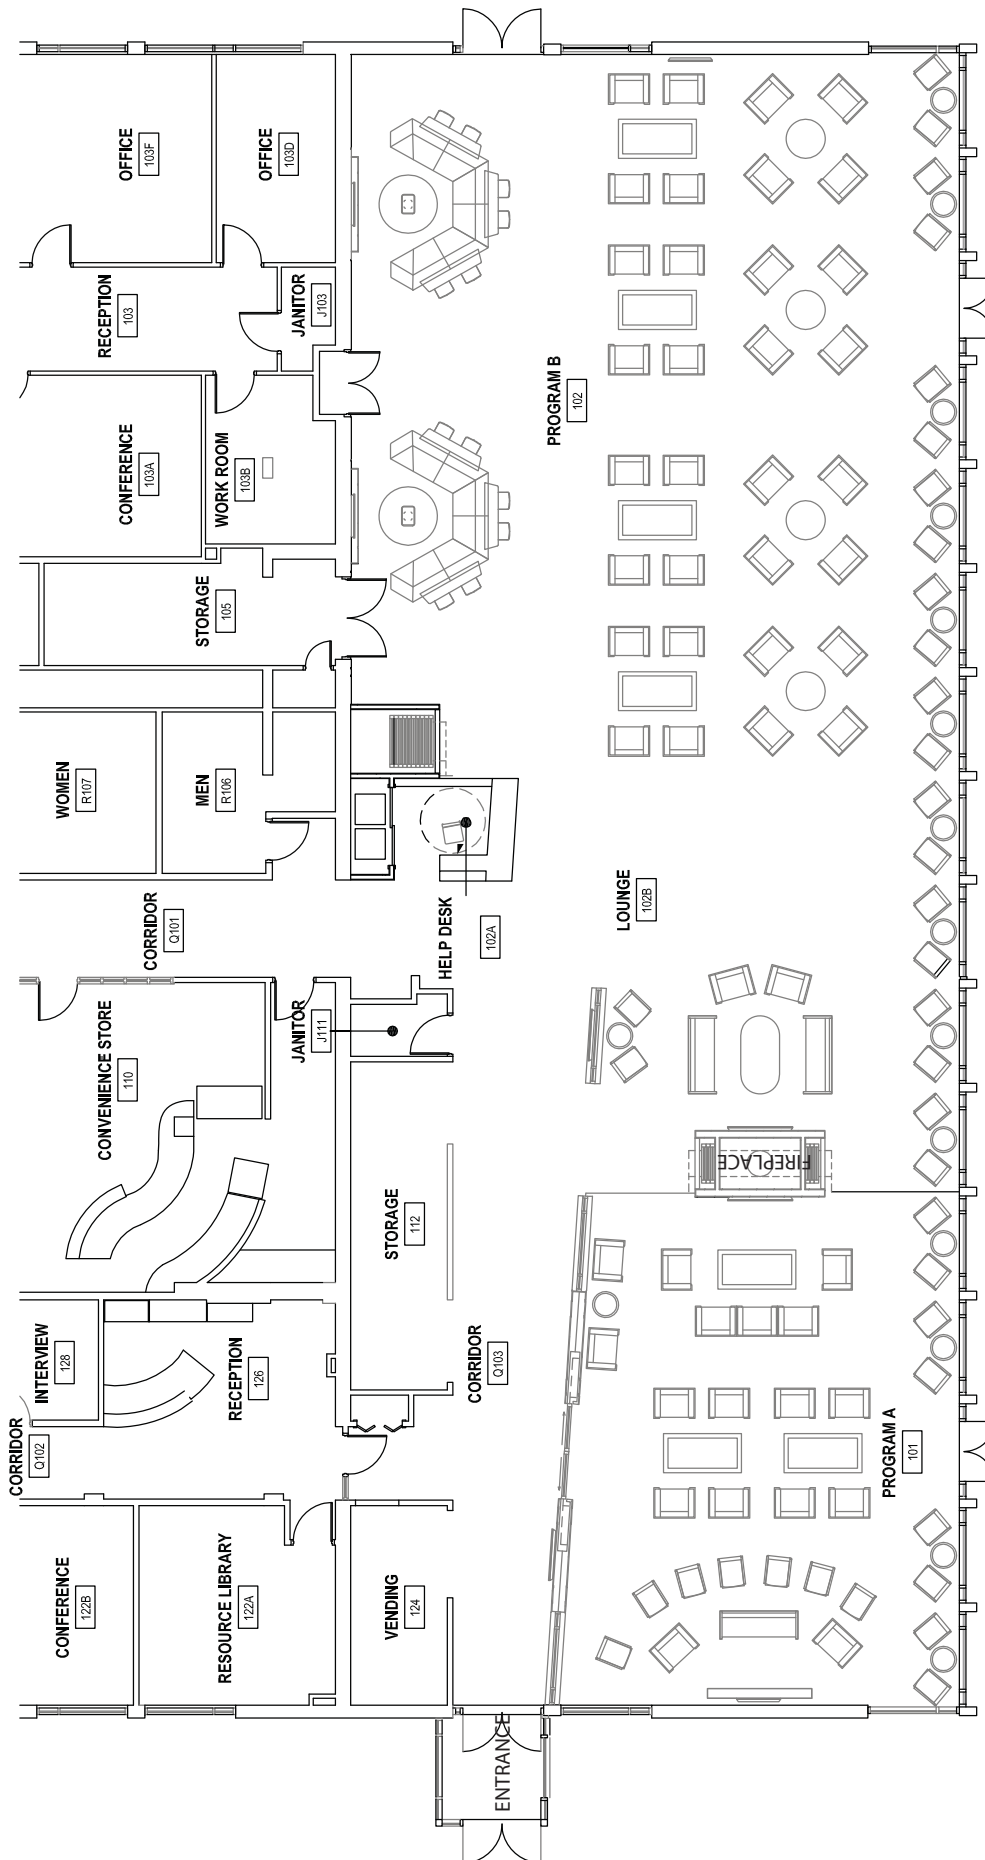 OFFICE
103F
OFFICE
103D
RECEPTION
103
JANITOR
J103
CONFERENCE
103A
WORK ROOM
103B
PROGRAM B
102
STORAGE
105
WOMEN
R107
MEN
R106
CORRIDOR
Q101
HELP DESK
102A
LOUNGE
102B
CONVENIENCE STORE
110
JANITOR
J111
STORAGE
112
FIREPLACE
INTERVIEW
128
RECEPTION
126
CORRIDOR
Q103
CORRIDOR
Q102
PROGRAM A
101
CONFERENCE
122B
RESOURCE LIBRARY
122A
VENDING
124
ENTRANCE